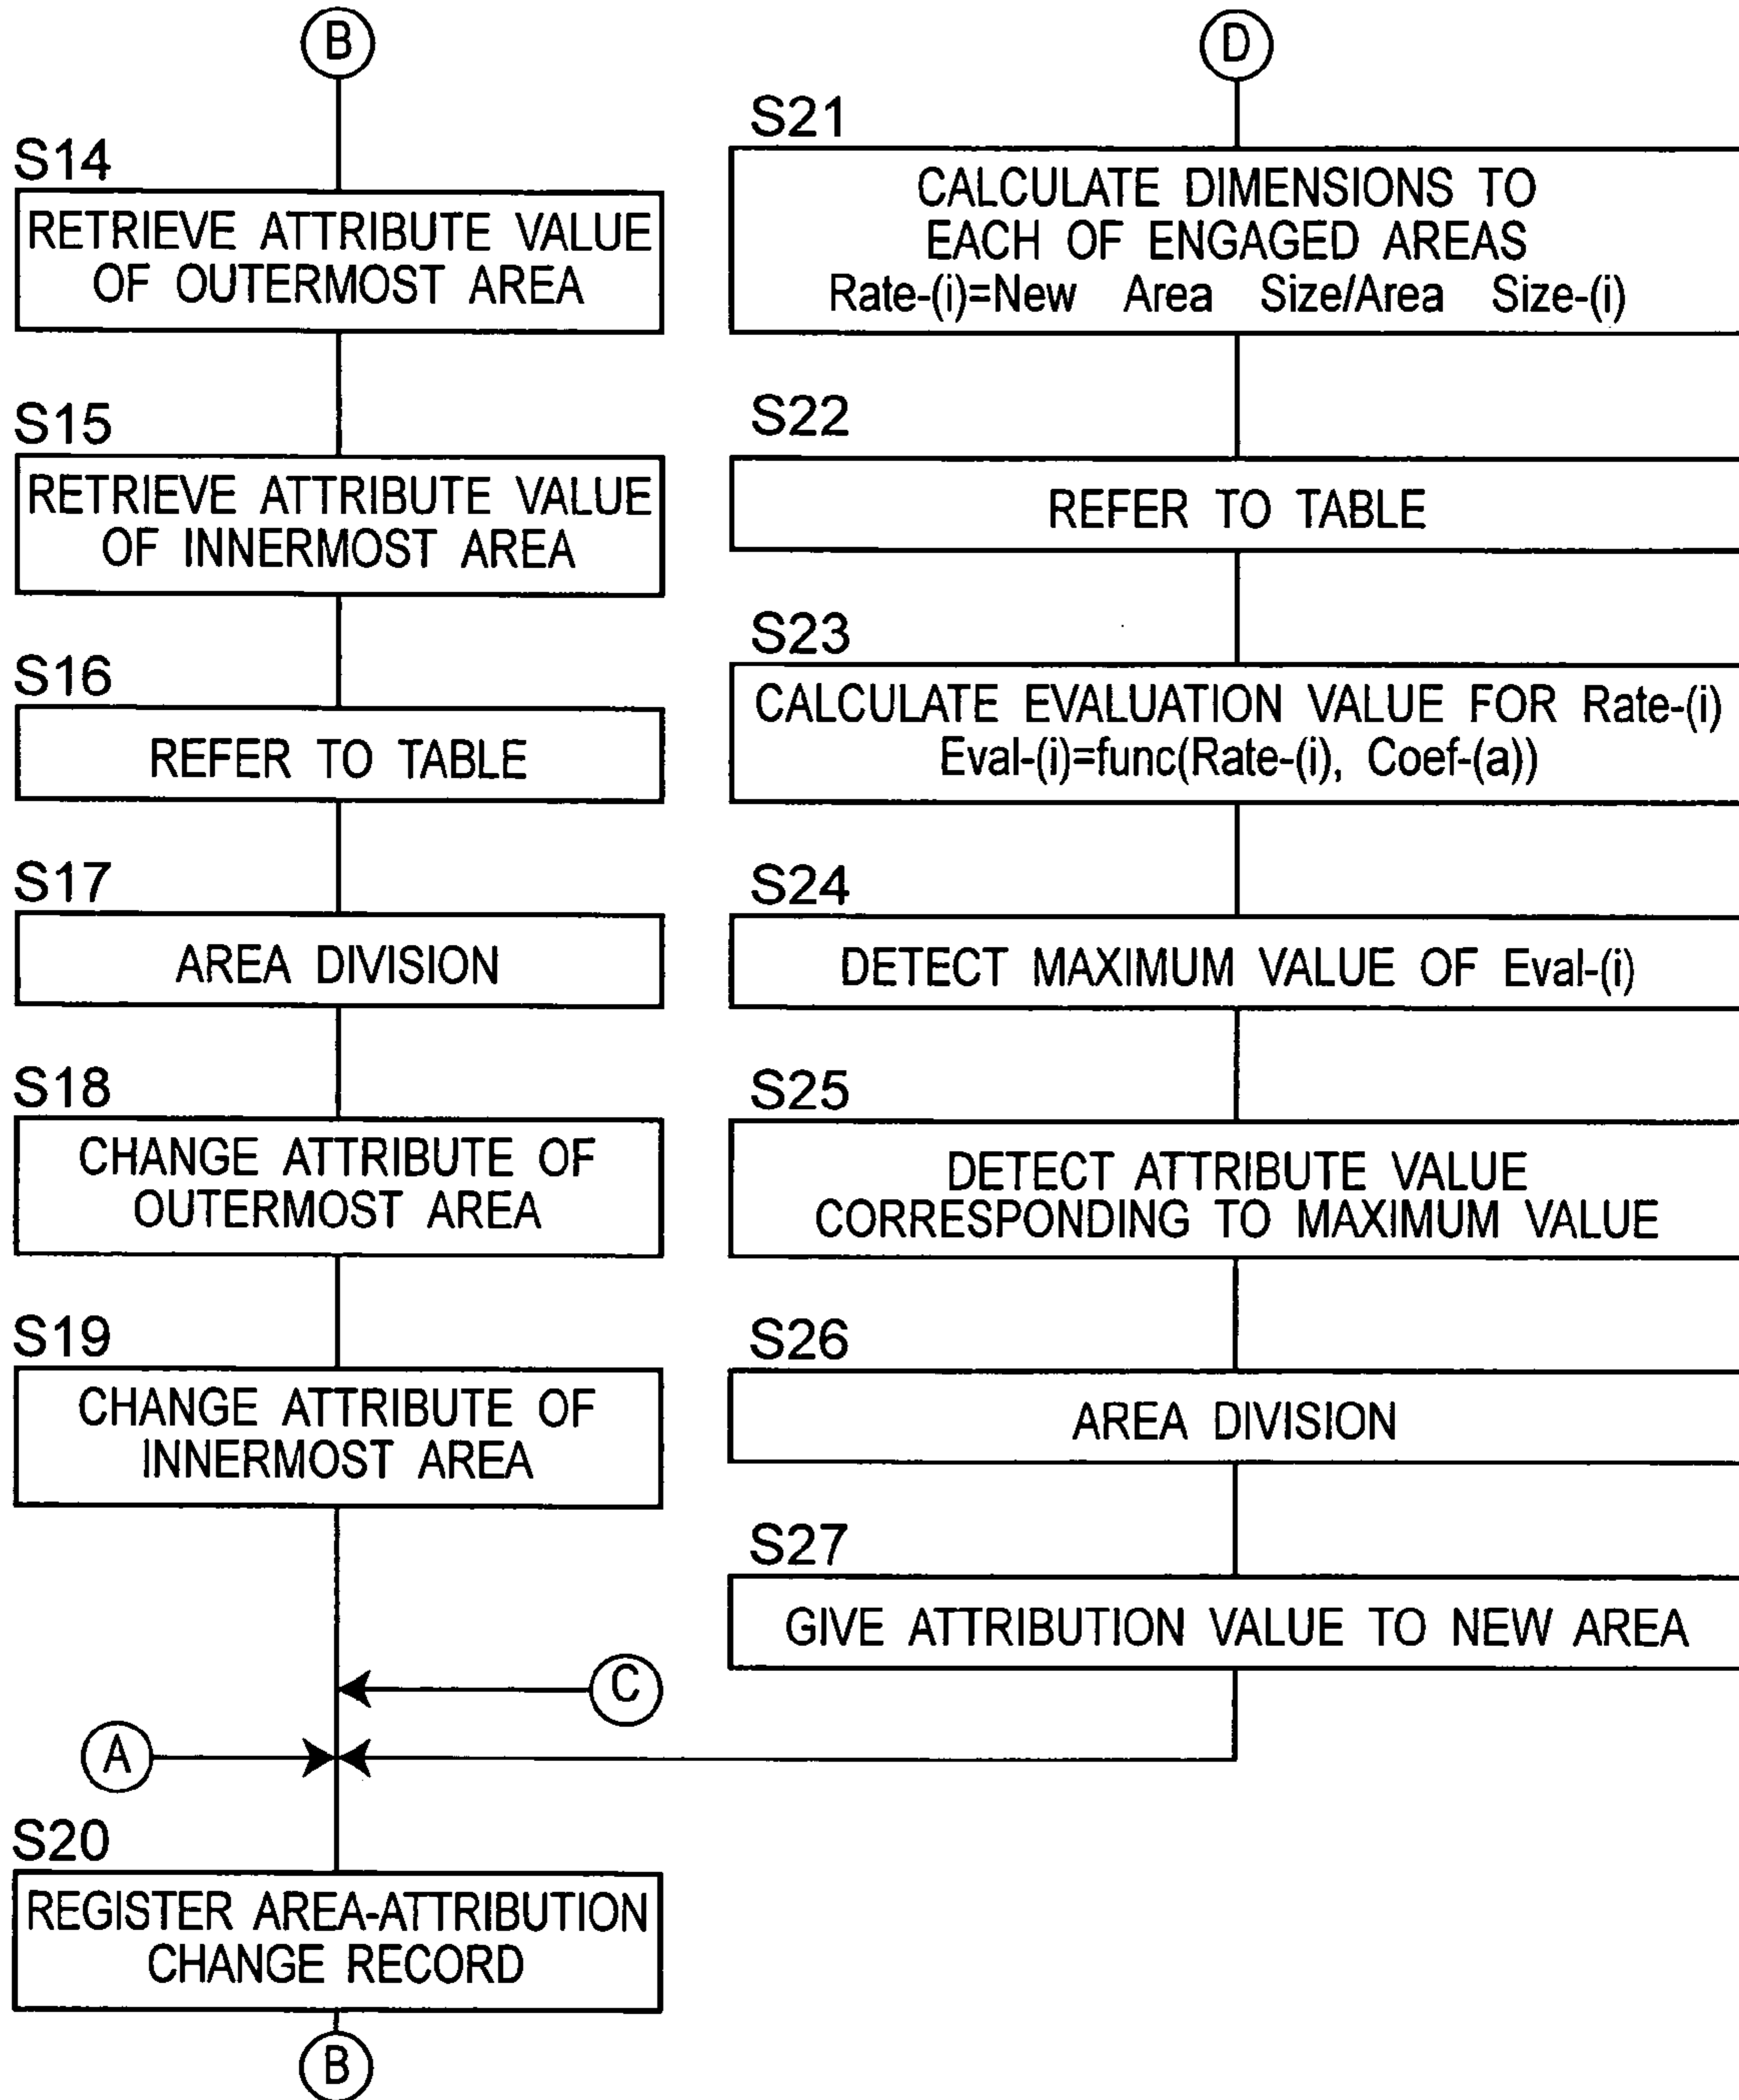 B
S14
RETRIEVE ATTRIBUTE VALUE
OF OUTERMOST AREA
S15
RETRIEVE ATTRIBUTE VALUE
OF INNERMOST AREA
S16
REFER TO TABLE
S17
AREA DIVISION
S18
CHANGE ATTRIBUTE OF
OUTERMOST AREA
S19
CHANGE ATTRIBUTE OF
INNERMOST AREA
C
A
S20
REGISTER AREA-ATTRIBUTION
CHANGE RECORD
B
D
S21
CALCULATE DIMENSIONS TO
EACH OF ENGAGED AREAS
Rate-(i)=New Area Size/Area Size-(i)
S22
REFER TO TABLE
S23
CALCULATE EVALUATION VALUE FOR Rate-(i)
Eval-(i)=func(Rate-(i), Coef-(a))
S24
DETECT MAXIMUM VALUE OF Eval-(i)
S25
DETECT ATTRIBUTE VALUE
CORRESPONDING TO MAXIMUM VALUE
S26
AREA DIVISION
S27
GIVE ATTRIBUTION VALUE TO NEW AREA